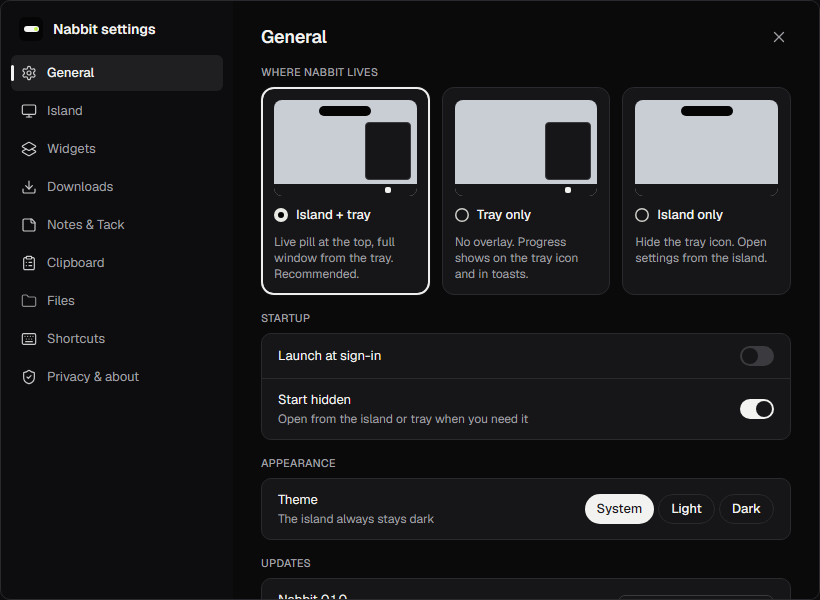 Nabbit settings
General
Island
Widgets
Downloads
Notes & Tack
Clipboard
Files
Shortcuts
Privacy & about
General
WHERE NABBIT LIVES
Island + tray
Live pill at the top, full
window from the tray.
Recommended.
Tray only
No overlay. Progress
shows on the tray icon
and in toasts.
Island only
Hide the tray icon. Open
settings from the island.
STARTUP
Launch at sign-in
Start hidden
Open from the island or tray when you need it
APPEARANCE
Theme
The island always stays dark
System
Light
Dark
UPDATES
Nabbit 0.1.0